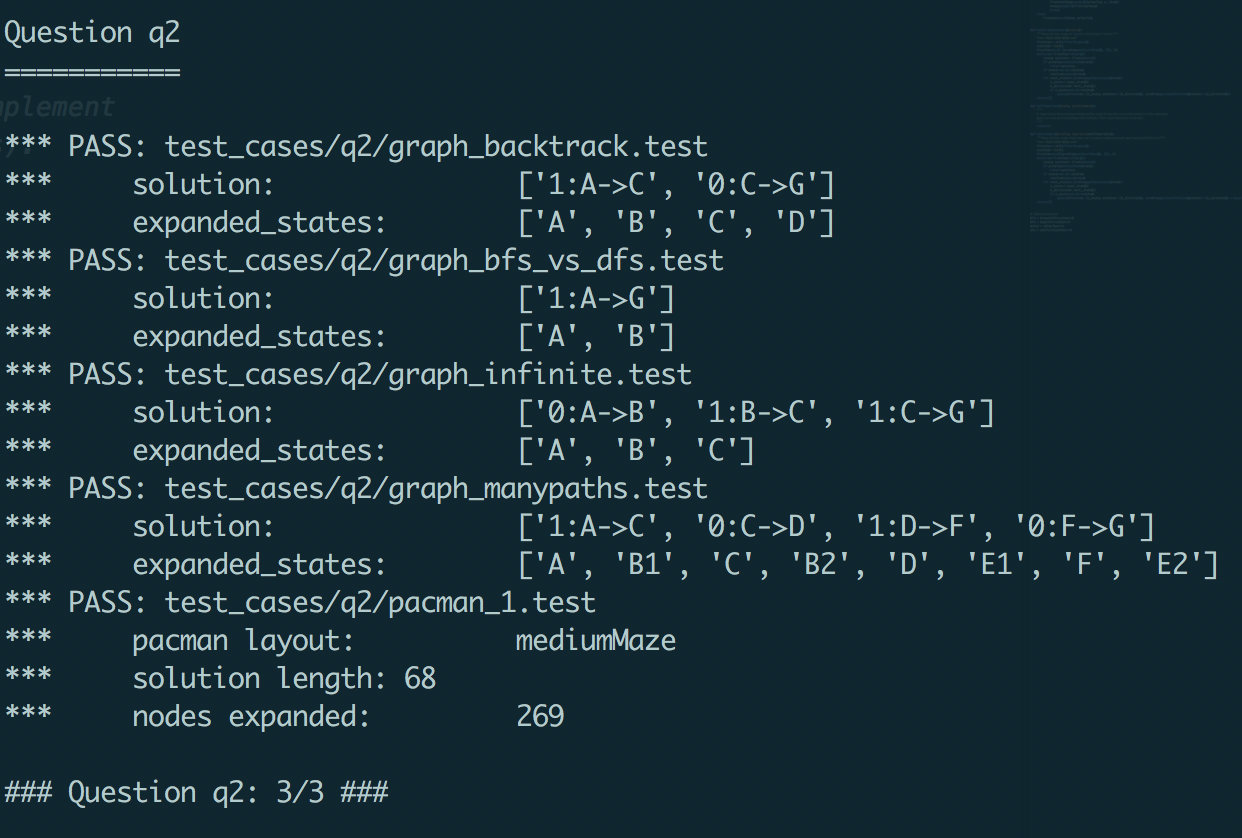 Question q2
===========
*** PASS: test_cases/q2/graph_backtrack.test
***     solution:               ['1:A->C', '0:C->G']
***     expanded_states:        ['A', 'B', 'C', 'D']
*** PASS: test_cases/q2/graph_bfs_vs_dfs.test
***     solution:               ['1:A->G']
***     expanded_states:        ['A', 'B']
*** PASS: test_cases/q2/graph_infinite.test
***     solution:               ['0:A->B', '1:B->C', '1:C->G']
***     expanded_states:        ['A', 'B', 'C']
*** PASS: test_cases/q2/graph_manypaths.test
***     solution:               ['1:A->C', '0:C->D', '1:D->F', '0:F->G']
***     expanded_states:        ['A', 'B1', 'C', 'B2', 'D', 'E1', 'F', 'E2']
*** PASS: test_cases/q2/pacman_1.test
***     pacman layout:          mediumMaze
***     solution length: 68
***     nodes expanded:         269
### Question q2: 3/3 ###